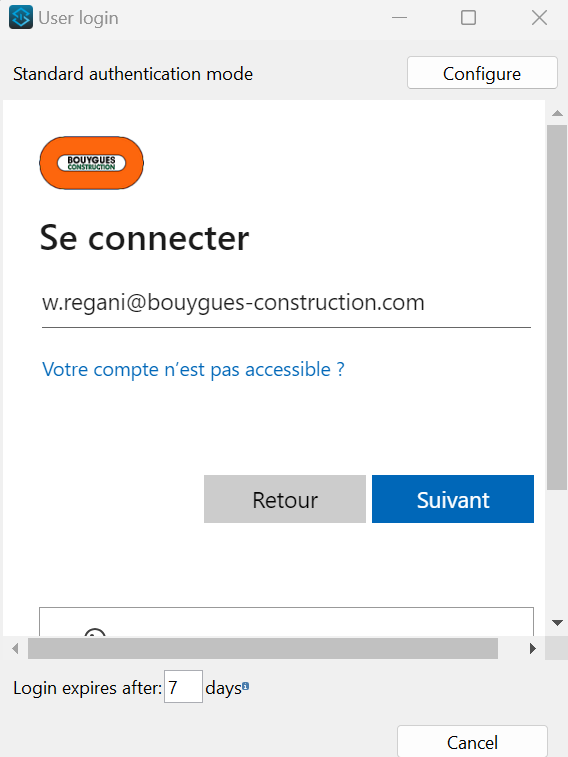 User login
Standard authentication mode
Configure
BOUYGUES
CONSTRUCTION
Se connecter
w.regani@bouygues-construction.com
Votre compte n’est pas accessible ?
Retour
Suivant
Login expires after: 7 days
Cancel